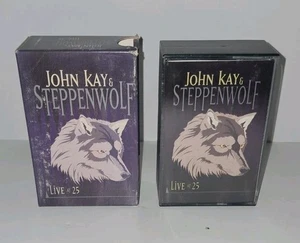 JOHN KAY &
STEPPENWOLF
LIVE at 25
JOHN KAY &
STEPPENWOLF
LIVE at 25